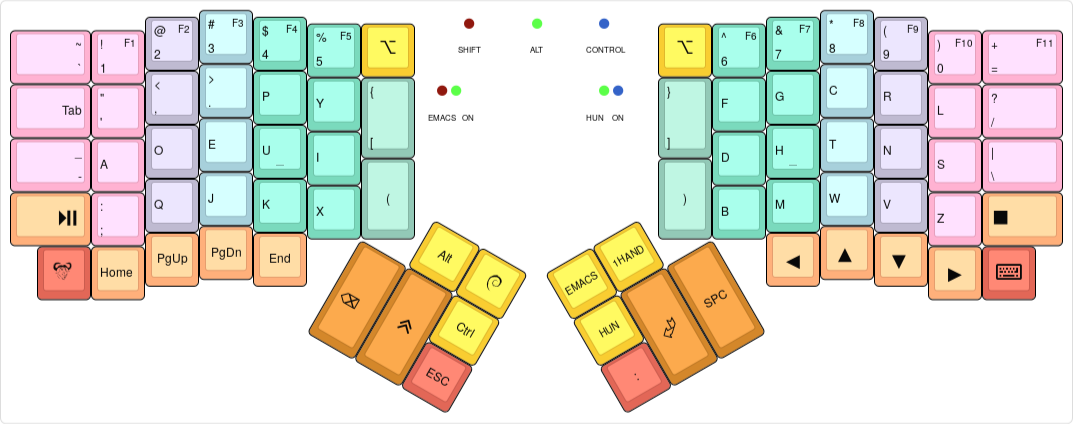 ~
`
! F1
1
@ F2
2
# F3
3
$ F4
4
% F5
5
⌥
SHIFT ALT CONTROL
EMACS ON
HUN ON
⌥
^ F6
6
& F7
7
* F8
8
( F9
9
) F10
0
+ F11
=
Tab
"
,
<
,
>
.
P
Y
{
[
}
]
F
G
C
R
L
?
/
_
-
A
O
E
U _
I
D
H _
T
N
S
|
\
:
;
Q
J
K
X
(
)
B
M
W
V
Z
Home
PgUp
PgDn
End
Alt
Ctrl
ESC
EMACS
1HAND
HUN
SPC
: